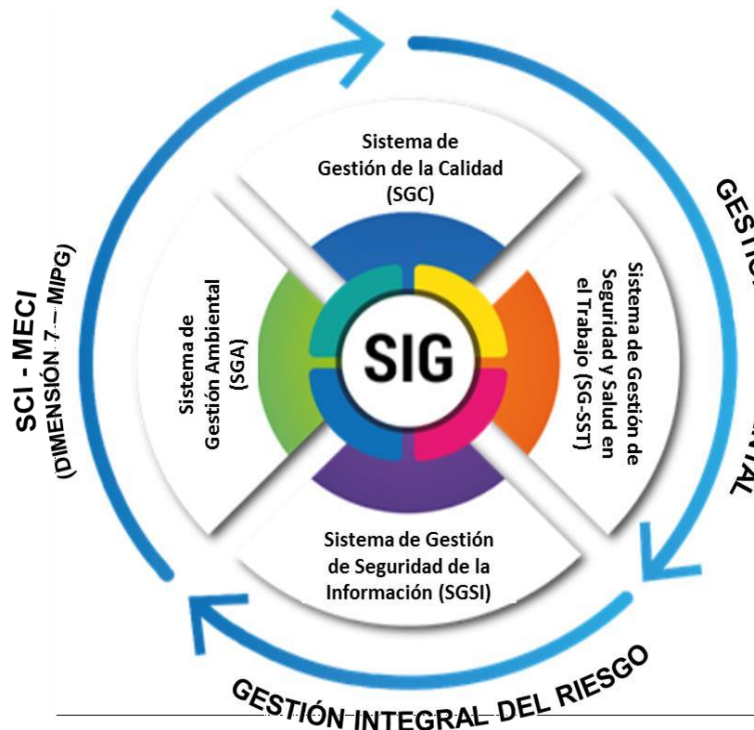 Sistema de
Gestión de la Calidad
(SGC)
Sistema de Gestión de
Seguridad y Salud en
el Trabajo (SG-SST)
SIG
Sistema de
Gestión Ambiental
(SGA)
Sistema de Gestión
de Seguridad de la
Información (SGSI)
SCI - MECI
(DIMENSIÓN 7 – MIPG)
GESTIÓN INTEGRAL DEL RIESGO